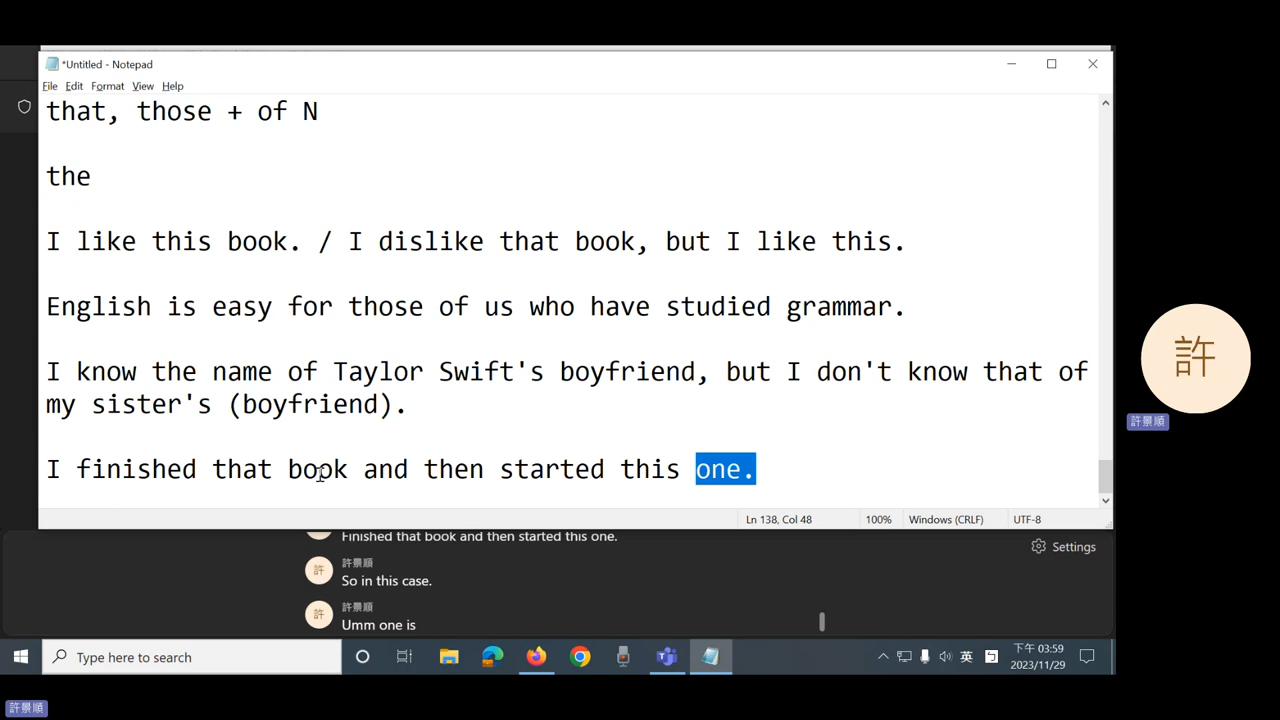 *Untitled - Notepad
File Edit Format View Help
that, those + of N
the
I like this book. / I dislike that book, but I like this.
English is easy for those of us who have studied grammar.
I know the name of Taylor Swift's boyfriend, but I don't know that of
my sister's (boyfriend).
I finished that book and then started this one.
Ln 138, Col 48 100% Windows (CRLF) UTF-8
許
許景順
Finished that book and then started this one.
Settings
許景順
許
So in this case.
許景順
許
Umm one is
Type here to search
英
下午 03:59
2023/11/29
許景順